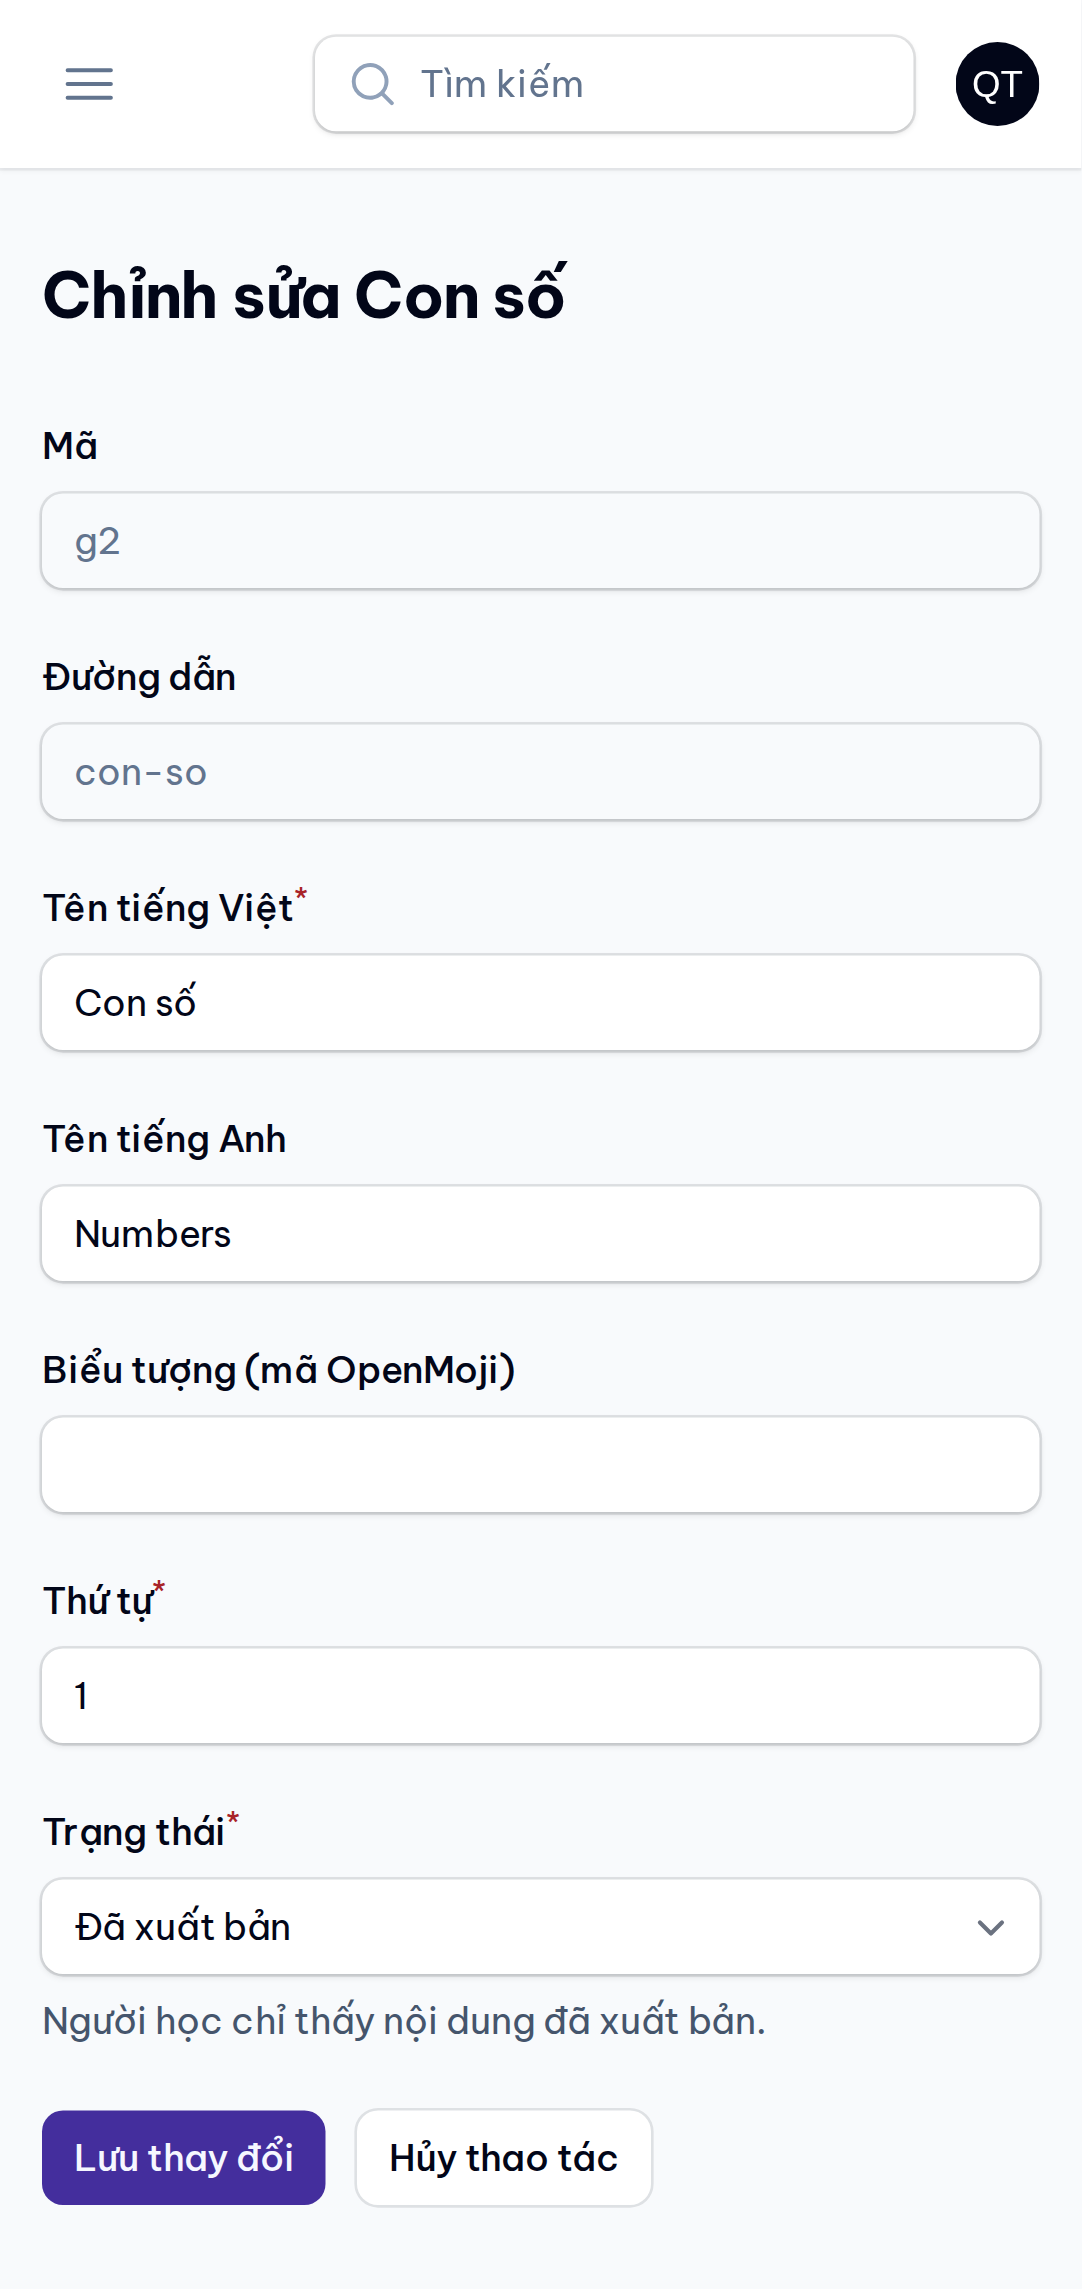 Tìm kiếm
QT
Chỉnh sửa Con số
Mã
g2
Đường dẫn
con-so
Tên tiếng Việt*
Con số
Tên tiếng Anh
Numbers
Biểu tượng (mã OpenMoji)
Thứ tự*
1
Trạng thái*
Đã xuất bản
Người học chỉ thấy nội dung đã xuất bản.
Lưu thay đổi
Hủy thao tác